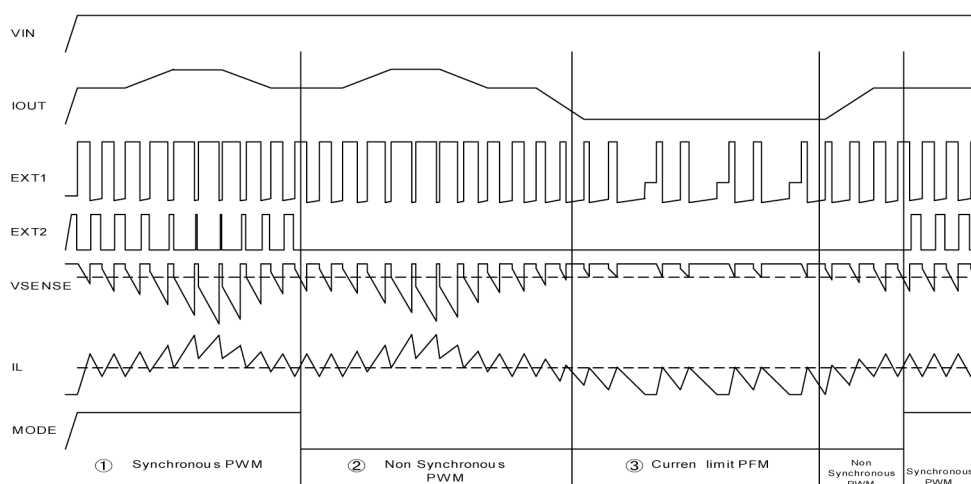 VIN
IOUT
EXT1
EXT2
VSENSE
IL
MODE
① Synchronous PWM
② Non Synchronous
PWM
③ Curren limit PFM
Non
Synchronous
PWM
Synchronous
PWM